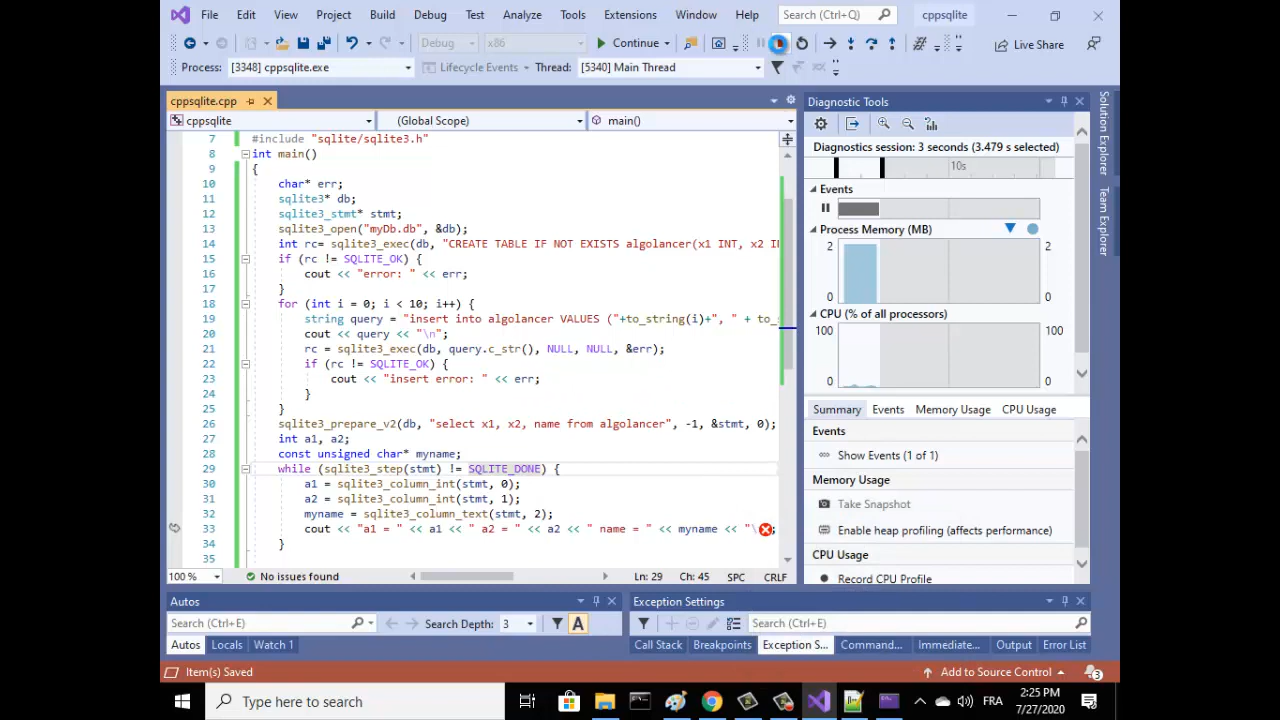 File Edit View Project Build Debug Test Analyze Tools Extensions Window Help Search (Ctrl+Q) cppsqlite
Debug x86 Continue Live Share
Process: [3348] cppsqlite.exe Lifecycle Events Thread: [5340] Main Thread
cppsqlite.cpp
cppsqlite (Global Scope) main()
7 #include "sqlite/sqlite3.h"
8 int main()
9 {
10 char* err;
11 sqlite3* db;
12 sqlite3_stmt* stmt;
13 sqlite3_open("myDb.db", &db);
14 int rc= sqlite3_exec(db, "CREATE TABLE IF NOT EXISTS algolancer(x1 INT, x2 I
15 if (rc != SQLITE_OK) {
16 cout << "error: " << err;
17 }
18 for (int i = 0; i < 10; i++) {
19 string query = "insert into algolancer VALUES ("+to_string(i)+", " + to_
20 cout << query << "\n";
21 rc = sqlite3_exec(db, query.c_str(), NULL, NULL, &err);
22 if (rc != SQLITE_OK) {
23 cout << "insert error: " << err;
24 }
25 }
26 sqlite3_prepare_v2(db, "select x1, x2, name from algolancer", -1, &stmt, 0);
27 int a1, a2;
28 const unsigned char* myname;
29 while (sqlite3_step(stmt) != SQLITE_DONE) {
30 a1 = sqlite3_column_int(stmt, 0);
31 a2 = sqlite3_column_int(stmt, 1);
32 myname = sqlite3_column_text(stmt, 2);
33 cout << "a1 = " << a1 << " a2 = " << a2 << " name = " << myname << "\ ;
34 }
35
100 % No issues found Ln: 29 Ch: 45 SPC CRLF
Diagnostic Tools
Diagnostics session: 3 seconds (3.479 s selected)
10s
Events
Process Memory (MB)
2 2
0 0
CPU (% of all processors)
100 100
0 0
Summary Events Memory Usage CPU Usage
Events
Show Events (1 of 1)
Memory Usage
Take Snapshot
Enable heap profiling (affects performance)
CPU Usage
Record CPU Profile
Solution Explorer
Team Explorer
Autos
Search (Ctrl+E) Search Depth: 3 A
Autos Locals Watch 1
Exception Settings
Search (Ctrl+E)
Call Stack Breakpoints Exception S... Command... Immediate... Output Error List
Item(s) Saved Add to Source Control 3
Type here to search FRA 2:25 PM
7/27/2020